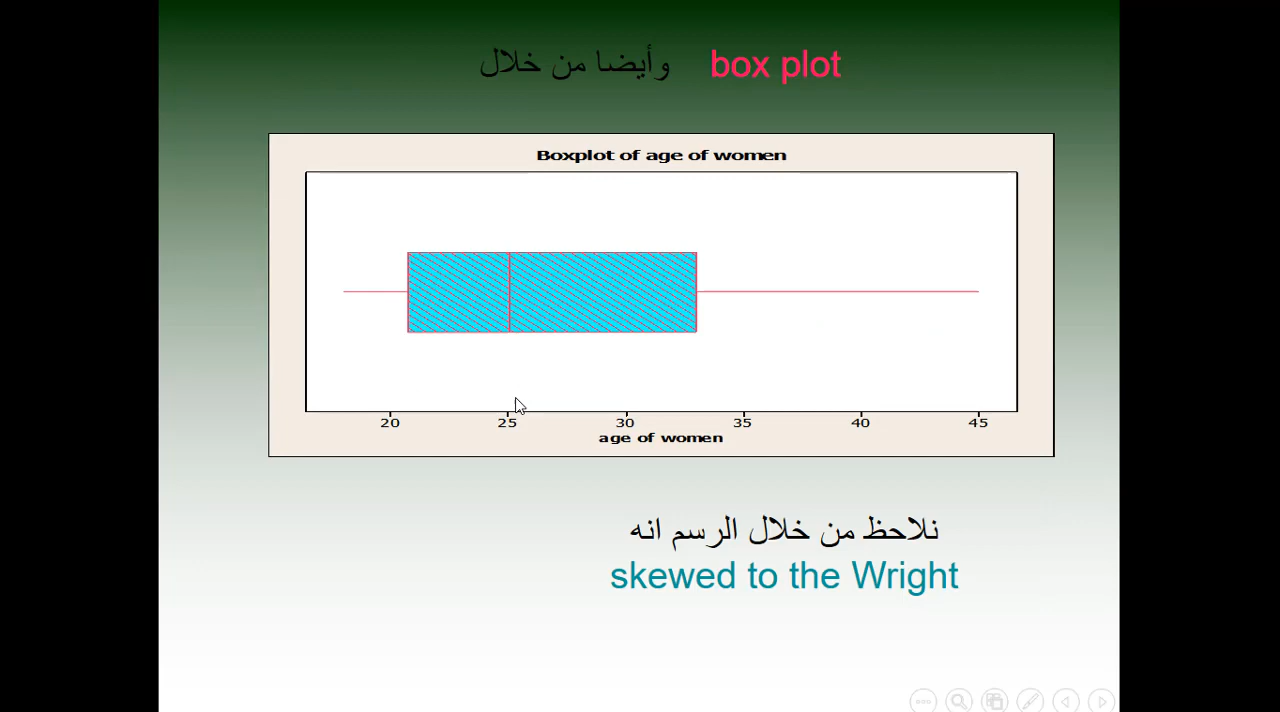 وأيضا من خلال box plot
Boxplot of age of women
20 25 30 35 40 45
age of women
نلاحظ من خلال الرسم انه
skewed to the Wright